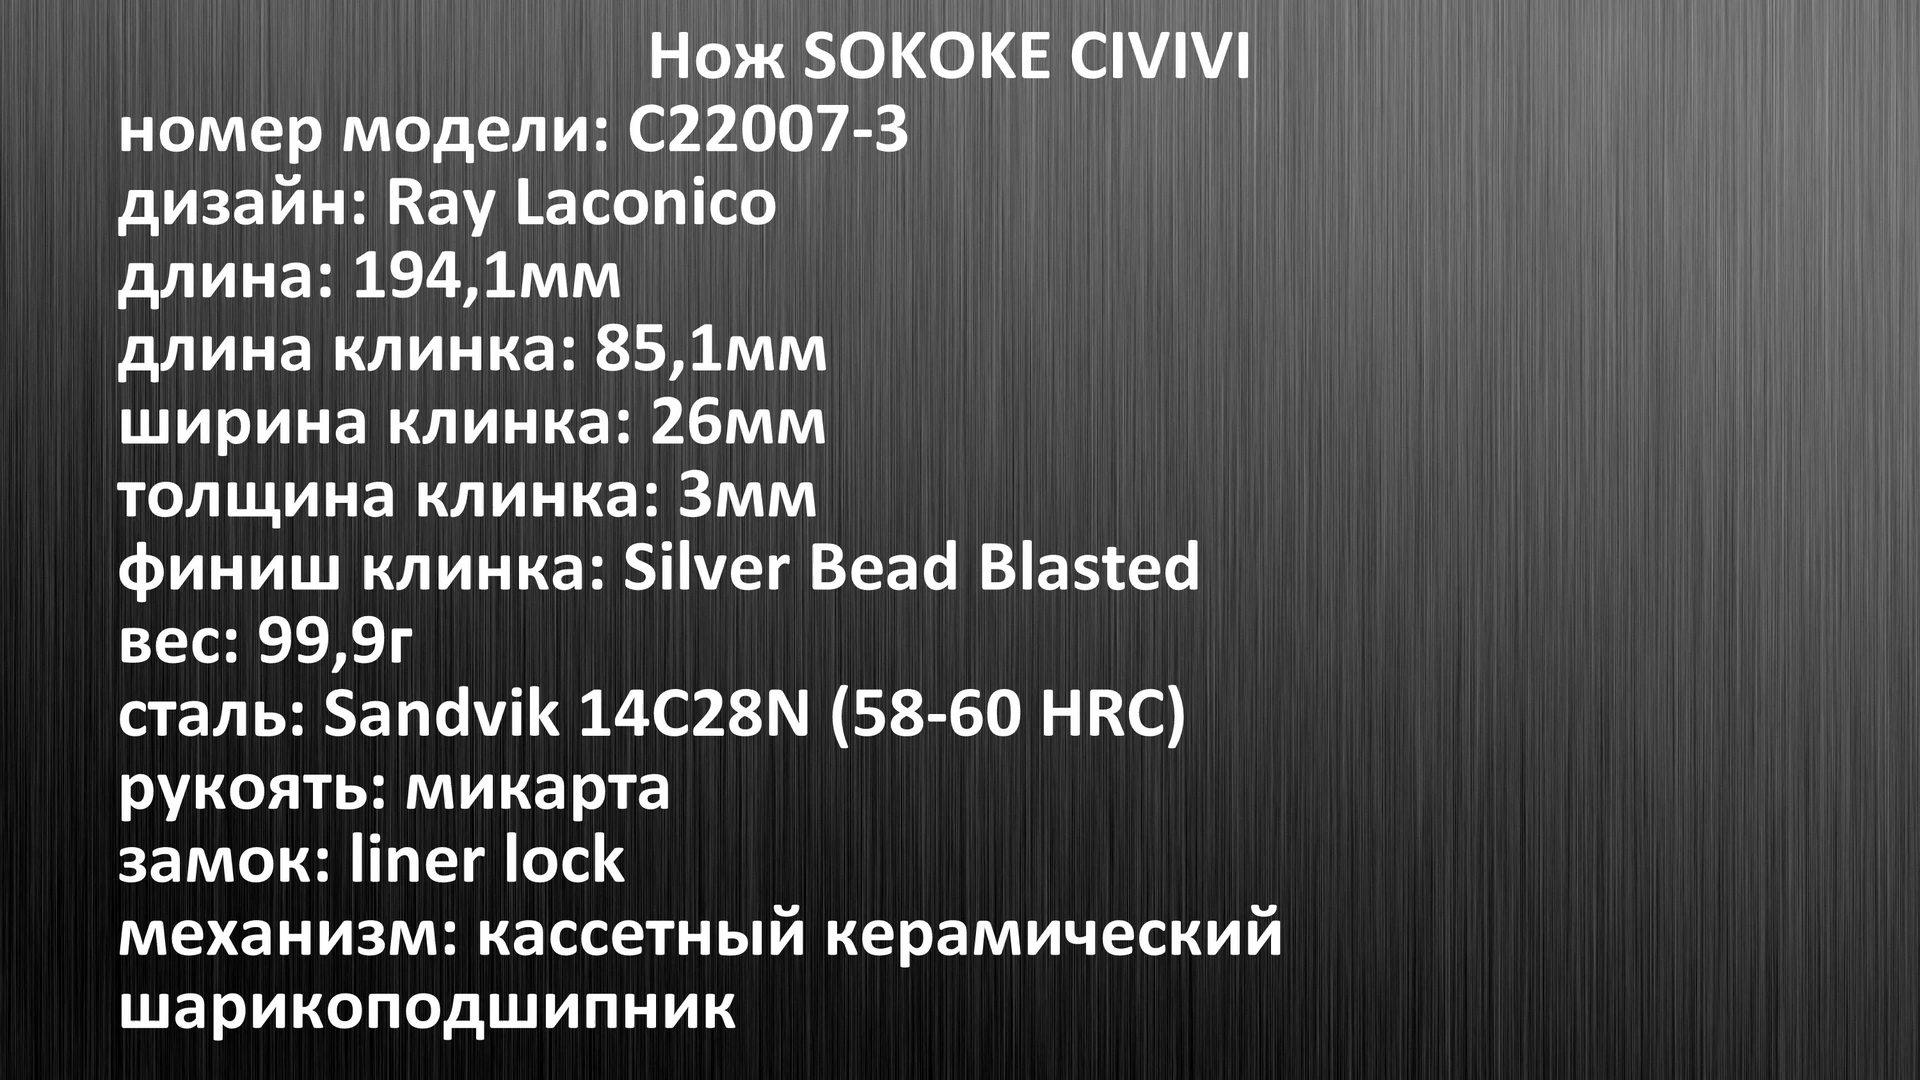 Нож SOKOKE CIVIVI
номер модели: C22007-3
дизайн: Ray Laconico
длина: 194,1мм
длина клинка: 85,1мм
ширина клинка: 26мм
толщина клинка: 3мм
финиш клинка: Silver Bead Blasted
вес: 99,9г
сталь: Sandvik 14C28N (58-60 HRC)
рукоять: микарта
замок: liner lock
механизм: кассетный керамический
шарикоподшипник